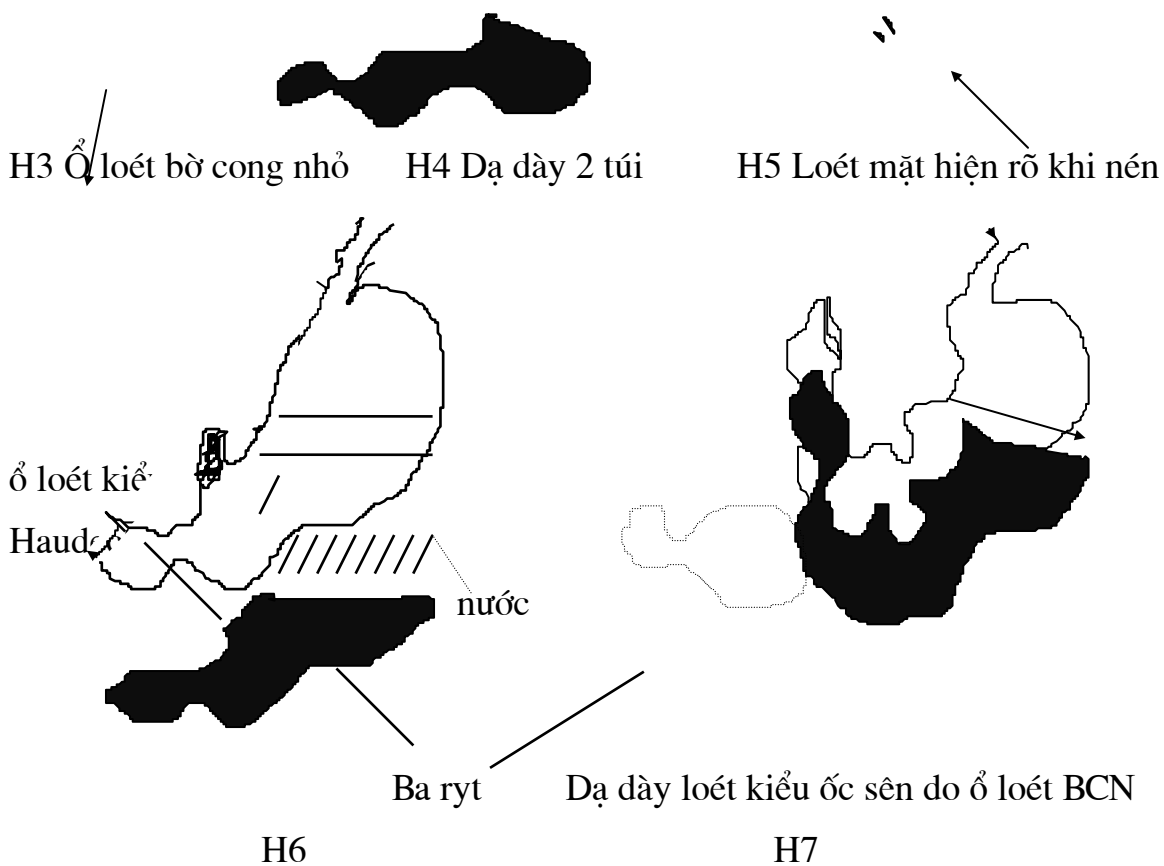 H3 Ổ loét bờ cong nhỏ H4 Dạ dày 2 túi H5 Loét mặt hiện rõ khi nén
ổ loét
nước
Ba ryt Dạ dày loét kiểu ốc sên do ổ loét BCN
H6 H7